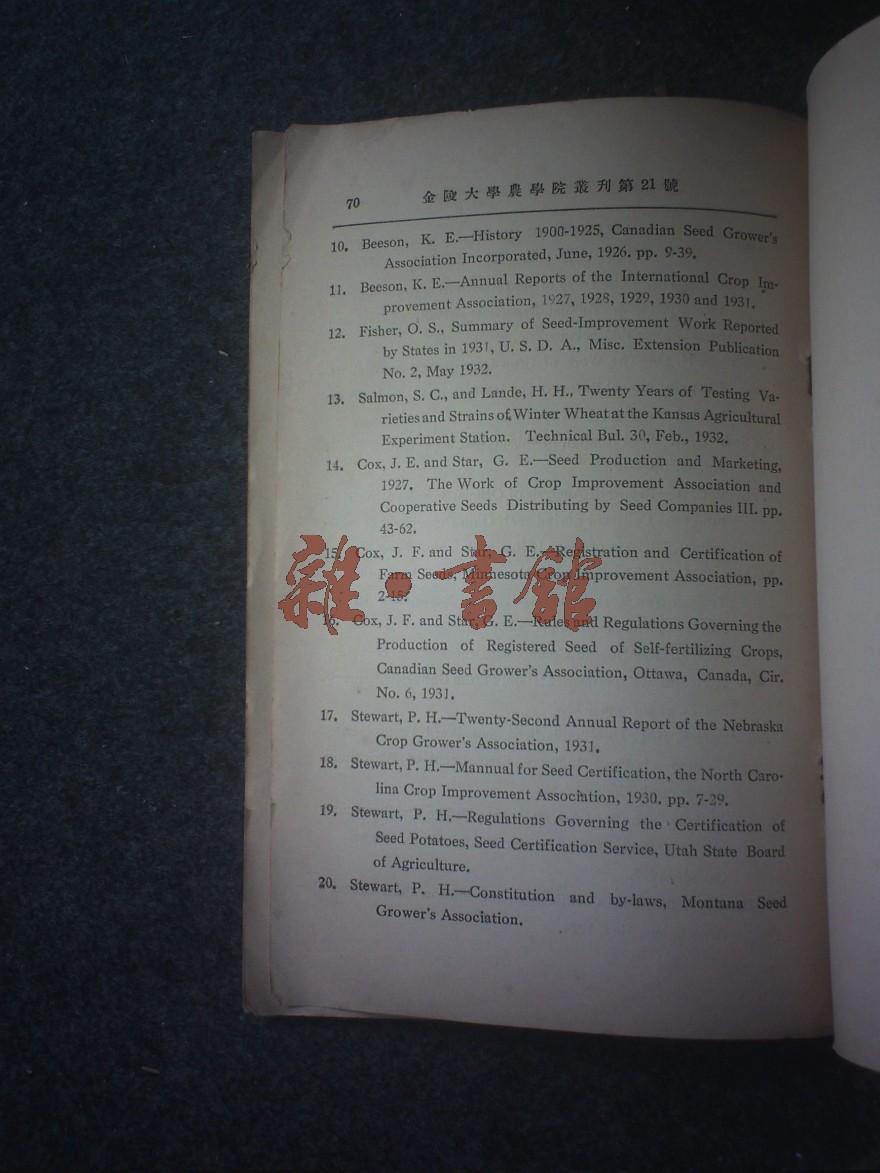 70 金陵大學農學院叢刊第21號
10. Beeson, K. E.—History 1900-1925, Canadian Seed Grower's
Association Incorporated, June, 1926. pp. 9-39.
11. Beeson, K. E.—Annual Reports of the International Crop Im-
provement Association, 1927, 1928, 1929, 1930 and 1931.
12. Fisher, O. S., Summary of Seed-Improvement Work Reported
by States in 1931, U. S. D. A., Misc. Extension Publication
No. 2, May 1932.
13. Salmon, S. C., and Lande, H. H., Twenty Years of Testing Va-
rieties and Strains of Winter Wheat at the Kansas Agricultural
Experiment Station. Technical Bul. 30, Feb., 1932.
14. Cox, J. E. and Star, G. E.—Seed Production and Marketing,
1927. The Work of Crop Improvement Association and
Cooperative Seeds Distributing by Seed Companies III. pp.
43-62.
15. Cox, J. F. and Star, G. E.—Registration and Certification of
Farm Seeds, Minnesota Crop Improvement Association, pp.
2-15.
雜·書館
16. Cox, J. F. and Star, G. E.—Rules and Regulations Governing the
Production of Registered Seed of Self-fertilizing Crops,
Canadian Seed Grower's Association, Ottawa, Canada, Cir.
No. 6, 1931.
17. Stewart, P. H.—Twenty-Second Annual Report of the Nebraska
Crop Grower's Association, 1931.
18. Stewart, P. H.—Mannual for Seed Certification, the North Caro-
lina Crop Improvement Association, 1930. pp. 7-29.
19. Stewart, P. H.—Regulations Governing the Certification of
Seed Potatoes, Seed Certification Service, Utah State Board
of Agriculture.
20. Stewart, P. H.—Constitution and by-laws, Montana Seed
Grower's Association.